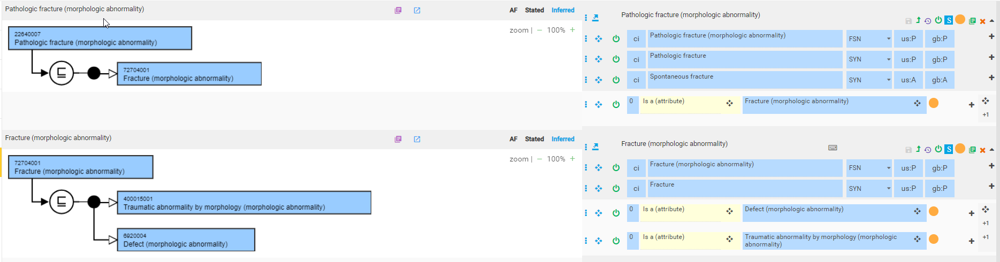 Pathologic fracture (morphologic abnormality)
AF Stated Inferred
zoom | − 100% +
22640007
Pathologic fracture (morphologic abnormality)
⊑
72704001
Fracture (morphologic abnormality)
Pathologic fracture (morphologic abnormality)
S
ci Pathologic fracture (morphologic abnormality) FSN us:P gb:P +
ci Pathologic fracture SYN us:P gb:P +
ci Spontaneous fracture SYN us:A gb:A +
0 Is a (attribute) Fracture (morphologic abnormality) +
+1
Fracture (morphologic abnormality)
AF Stated Inferred
zoom | − 100% +
72704001
Fracture (morphologic abnormality)
⊑
400015001
Traumatic abnormality by morphology (morphologic abnormality)
6920004
Defect (morphologic abnormality)
Fracture (morphologic abnormality)
S
ci Fracture (morphologic abnormality) FSN us:P gb:P +
ci Fracture SYN us:P gb:P +
0 Is a (attribute) Defect (morphologic abnormality) +
+1
0 Is a (attribute) Traumatic abnormality by morphology (morphologic
abnormality) + +1